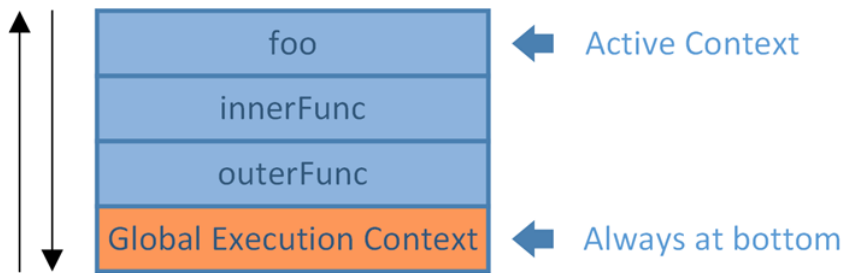 foo
Active Context
innerFunc
outerFunc
Global Execution Context
Always at bottom